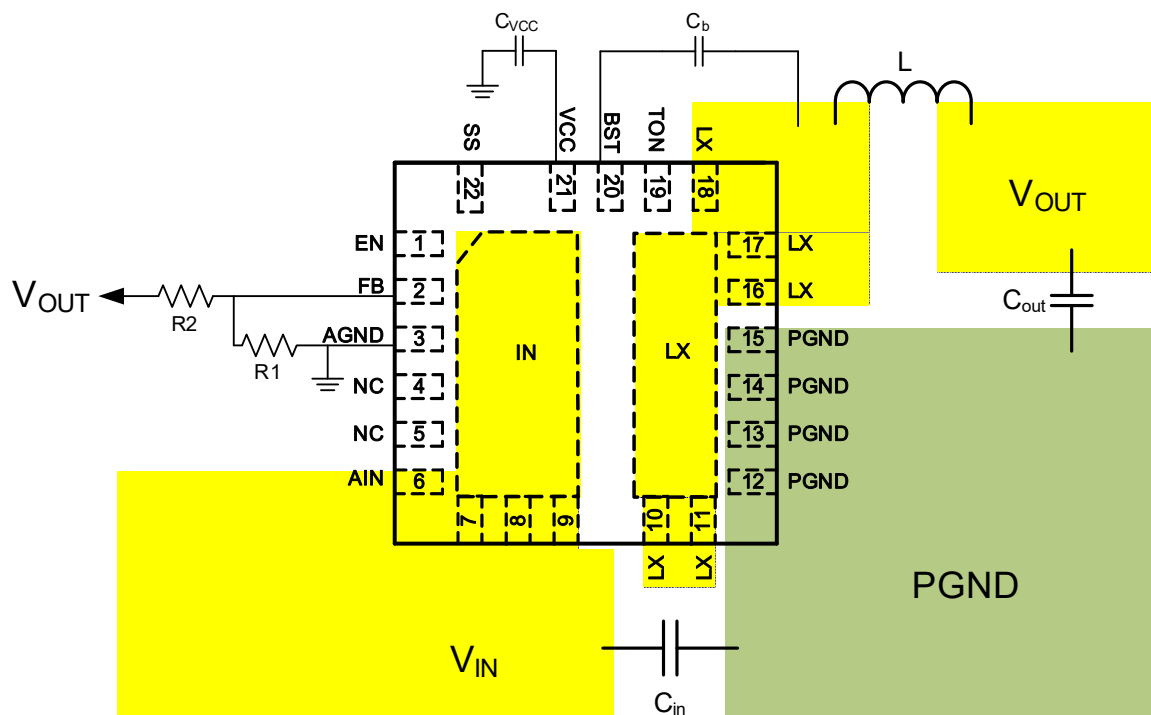 CVCC
Cb
L
SS
VCC
BST
TON
LX
22
21
20
19
18
VOUT
EN
1
17
LX
FB
2
16
LX
VOUT
R2
Cout
AGND
3
IN
LX
15
PGND
R1
NC
4
14
PGND
NC
5
13
PGND
AIN
6
12
PGND
7
8
9
10
11
LX
LX
PGND
VIN
Cin